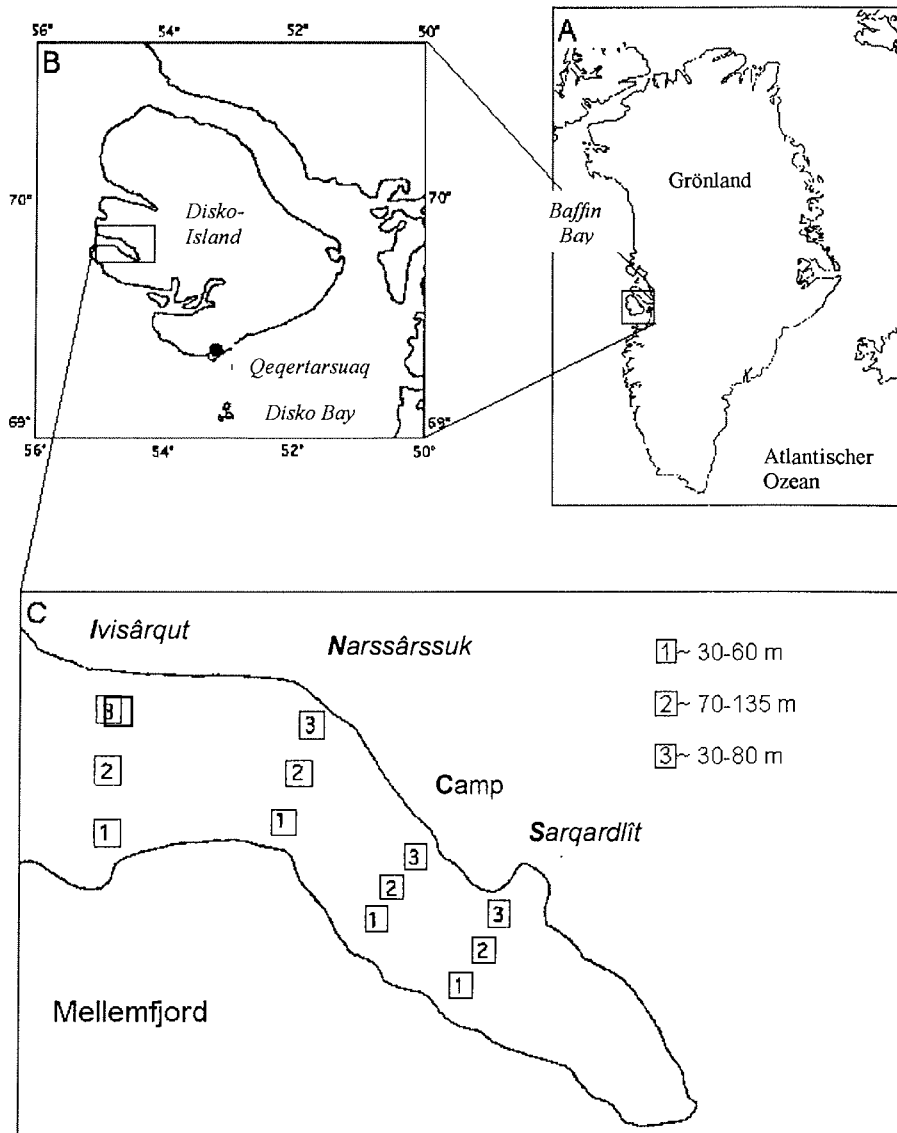 56°
54°
52°
50°
B
70°
70°
Disko-
Island
Qeqertarsuaq
Disko Bay
69°
69°
56°
54°
52°
50°
A
Grönland
Baffin
Bay
Atlantischer
Ozean
C
Ivisârqut
Narssârssuk
Camp
Sarqardlît
1 ~ 30-60 m
2 ~ 70-135 m
3 ~ 30-80 m
3
2
1
3
2
1
3
2
1
3
2
1
Mellemfjord